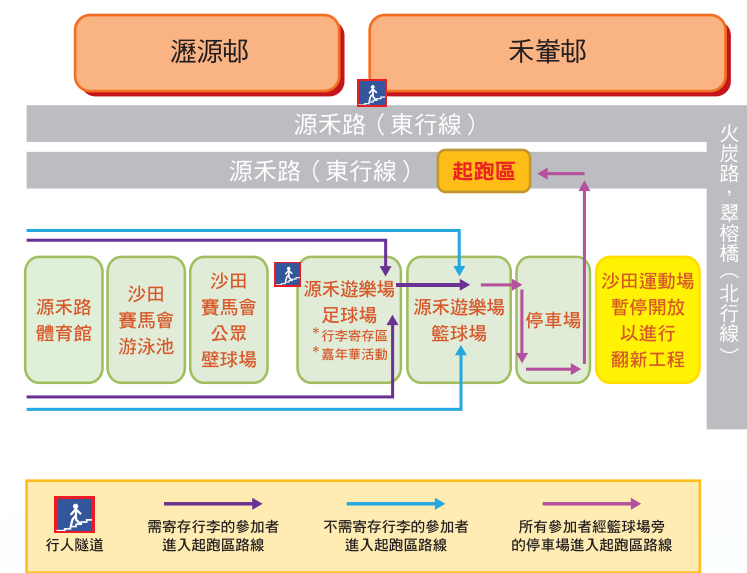 瀝源邨
禾輋邨
源禾路（東行線）
源禾路（東行線）
起跑區
火炭路，翠榕橋（北行線）
源禾路
體育館
沙田
賽馬會
游泳池
沙田
賽馬會
公眾
壁球場
源禾遊樂場
足球場
*行李寄存區
*嘉年華活動
源禾遊樂場
籃球場
停車場
沙田運動場
暫停開放
以進行
翻新工程
行人隧道
需寄存行李的參加者
進入起跑區路線
不需寄存行李的參加者
進入起跑區路線
所有參加者經籃球場旁
的停車場進入起跑區路線